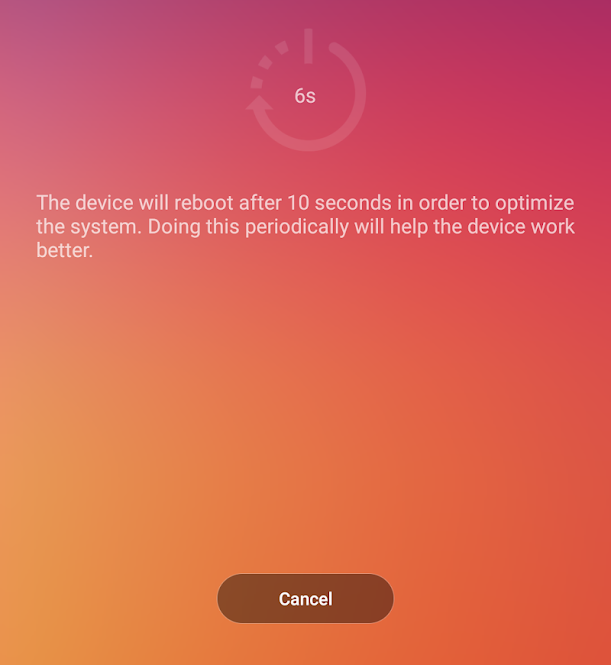 6s
The device will reboot after 10 seconds in order to optimize
the system. Doing this periodically will help the device work
better.
Cancel